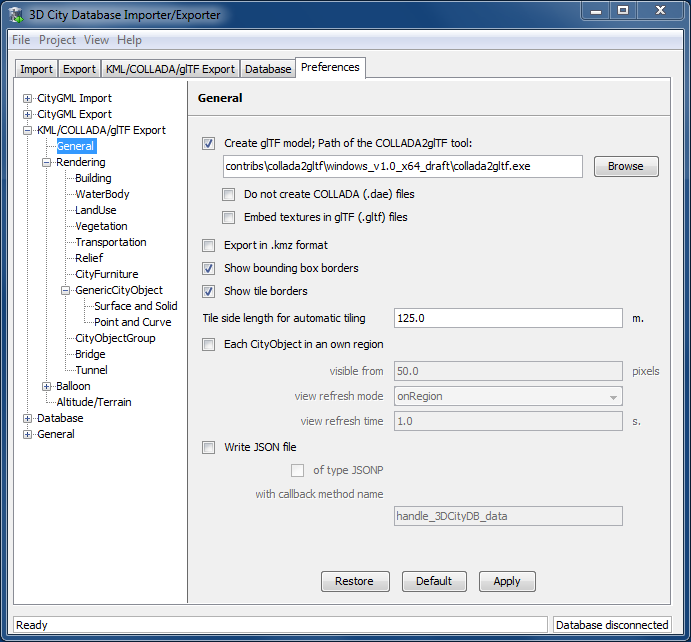 3D City Database Importer/Exporter
File Project View Help
Import Export KML/COLLADA/glTF Export Database Preferences
CityGML Import
CityGML Export
KML/COLLADA/glTF Export
General
Rendering
Building
WaterBody
LandUse
Vegetation
Transportation
Relief
CityFurniture
GenericCityObject
Surface and Solid
Point and Curve
CityObjectGroup
Bridge
Tunnel
Balloon
Altitude/Terrain
Database
General
General
Create glTF model; Path of the COLLADA2glTF tool:
contribs\collada2gltf\windows_v1.0_x64_draft\collada2gltf.exe Browse
Do not create COLLADA (.dae) files
Embed textures in glTF (.gltf) files
Export in .kmz format
Show bounding box borders
Show tile borders
Tile side length for automatic tiling 125.0 m.
Each CityObject in an own region
visible from 50.0 pixels
view refresh mode onRegion
view refresh time 1.0 s.
Write JSON file
of type JSONP
with callback method name
handle_3DCityDB_data
Restore Default Apply
Ready Database disconnected